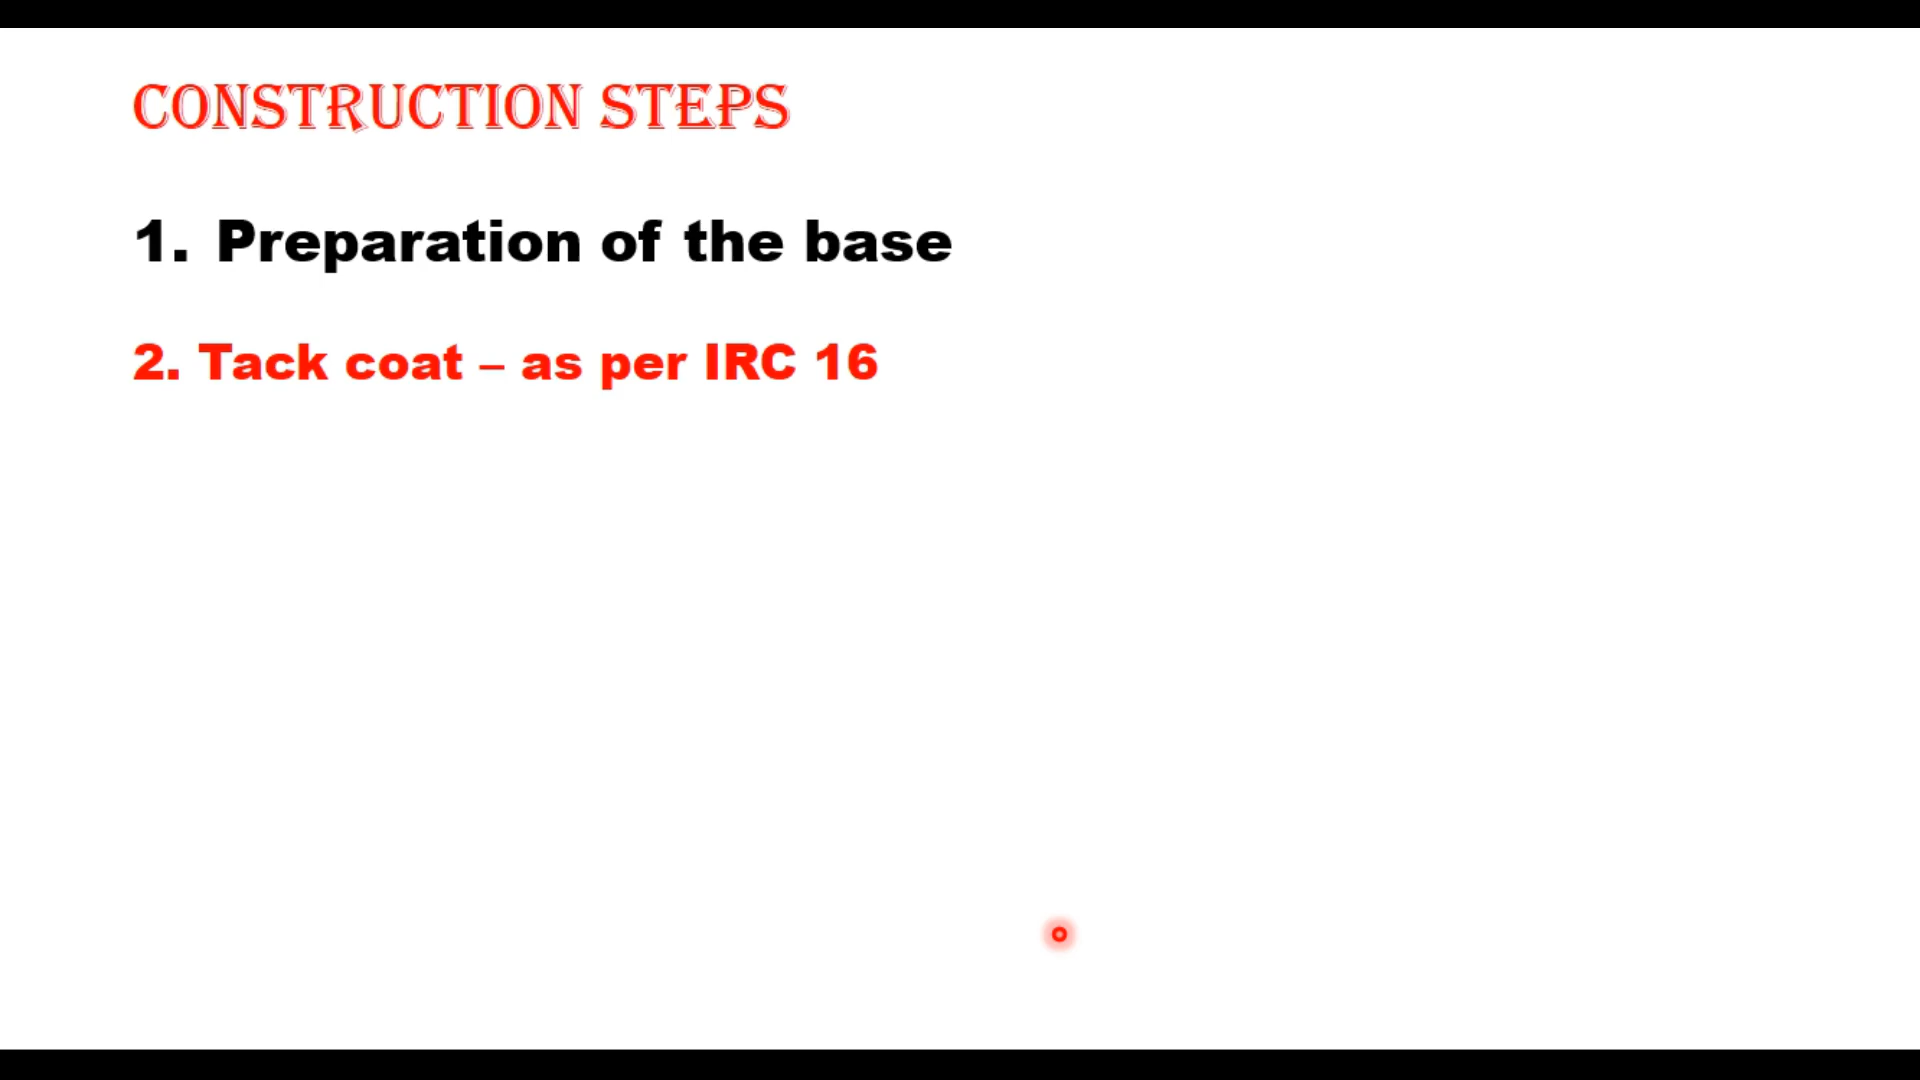 CONSTRUCTION STEPS
1. Preparation of the base
2. Tack coat – as per IRC 16